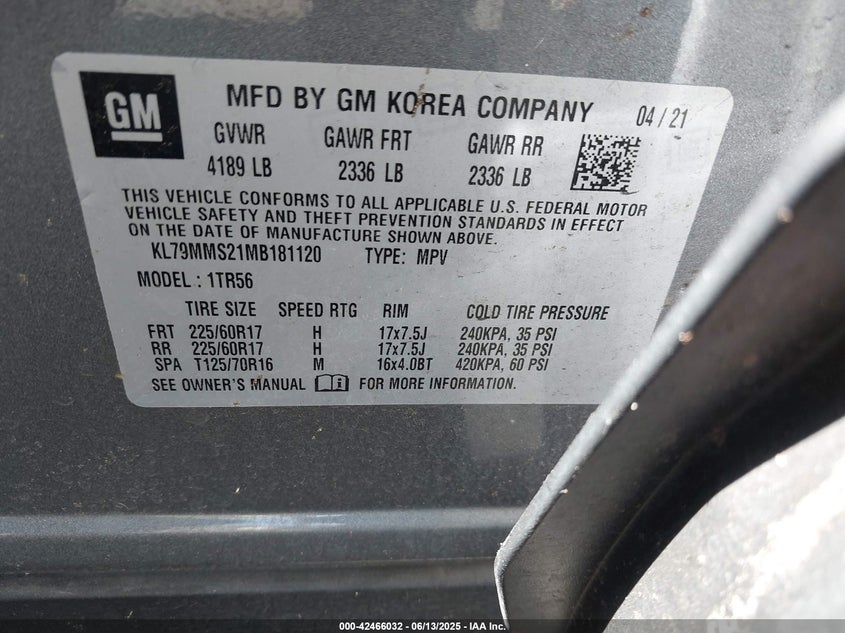 GM
MFD BY GM KOREA COMPANY 04/21
GVWR GAWR FRT GAWR RR
4189 LB 2336 LB 2336 LB
THIS VEHICLE CONFORMS TO ALL APPLICABLE U.S. FEDERAL MOTOR
VEHICLE SAFETY AND THEFT PREVENTION STANDARDS IN EFFECT
ON THE DATE OF MANUFACTURE SHOWN ABOVE.
KL79MMS21MB181120 TYPE: MPV
MODEL: 1TR56
TIRE SIZE SPEED RTG RIM COLD TIRE PRESSURE
FRT 225/60R17 H 17x7.5J 240KPA, 35 PSI
RR 225/60R17 H 17x7.5J 240KPA, 35 PSI
SPA T125/70R16 M 16x4.0BT 420KPA, 60 PSI
SEE OWNER'S MANUAL FOR MORE INFORMATION.
000-42466032 - 06/13/2025 - IAA Inc.